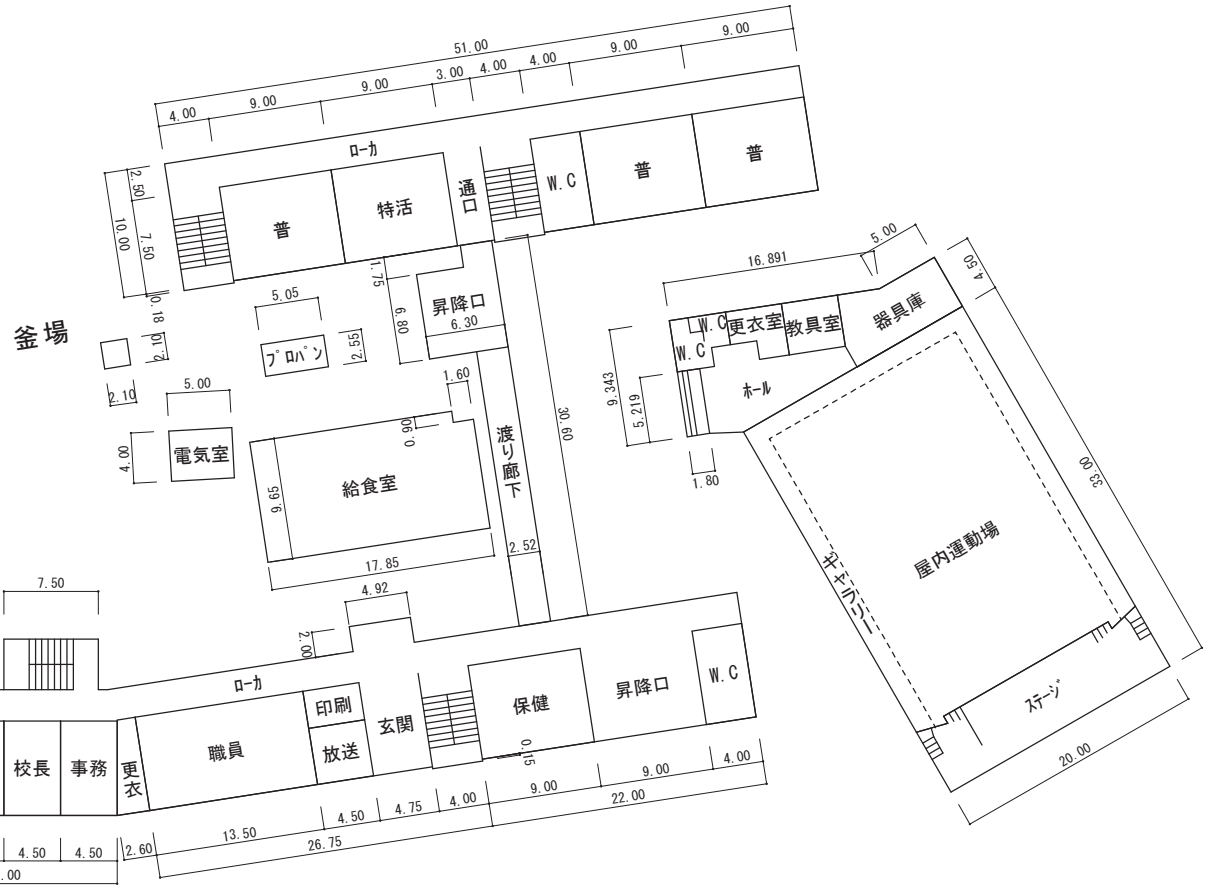 51.00
4.00
9.00
9.00
3.00
4.00
4.00
9.00
9.00
ﾛｰｶ
普
特活
通口
W.C
普
普
2.50
10.00
7.50
0.18
2.10
釜場
2.10
5.05
ﾌﾟﾛﾊﾟﾝ
2.55
1.75
6.80
昇降口
6.30
5.00
4.00
電気室
1.60
0.90
9.65
給食室
17.85
渡り廊下
2.52
30.60
16.891
5.00
4.50
W.C
W.C
更衣室
教具室
器具庫
ﾎｰﾙ
9.343
5.219
1.80
33.00
屋内運動場
ギャラリー
ｽﾃｰｼﾞ
20.00
7.50
4.92
2.00
ﾛｰｶ
校長
事務
更衣
職員
印刷
放送
玄関
保健
昇降口
W.C
0.15
4.50
4.50
2.60
13.50
4.50
4.75
4.00
9.00
9.00
4.00
26.75
22.00
.00